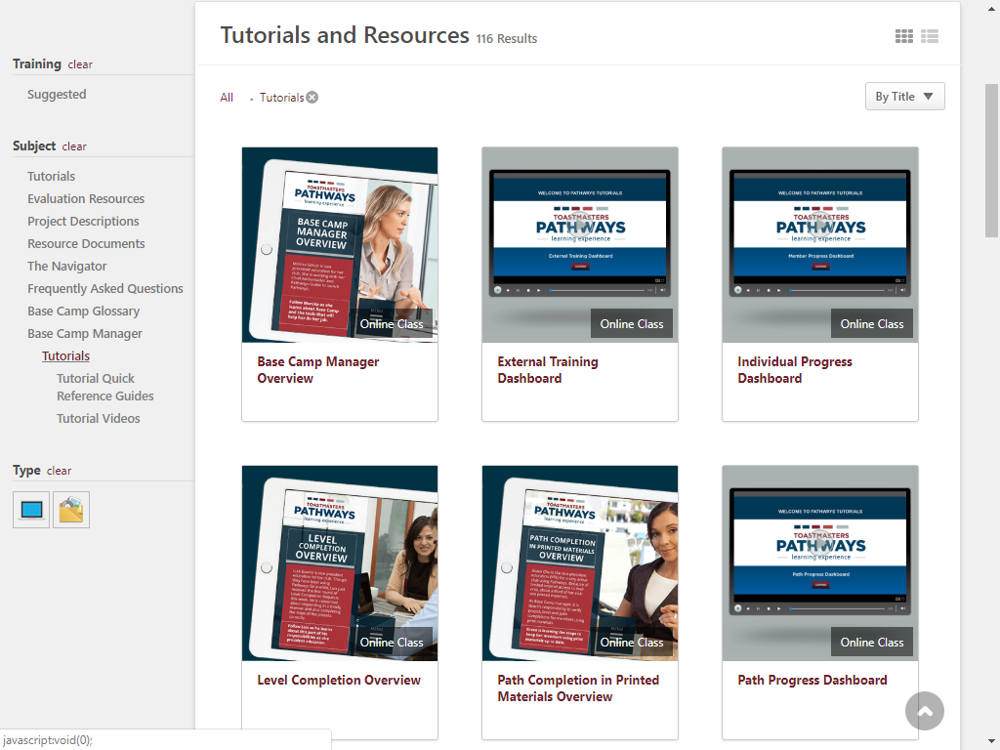 Tutorials and Resources 116 Results
Training clear
Suggested
Subject clear
Tutorials
Evaluation Resources
Project Descriptions
Resource Documents
The Navigator
Frequently Asked Questions
Base Camp Glossary
Base Camp Manager
Tutorials
Tutorial Quick
Reference Guides
Tutorial Videos
Type clear
All • Tutorials
By Title
TOASTMASTERS
PATHWAYS
learning experience
BASE CAMP
MANAGER
OVERVIEW
Online Class
Base Camp Manager
Overview
WELCOME TO PATHWAYS TUTORIALS
TOASTMASTERS
PATHWAYS
learning experience
External Training Dashboard
Online Class
External Training
Dashboard
WELCOME TO PATHWAYS TUTORIALS
TOASTMASTERS
PATHWAYS
learning experience
Member Progress Dashboard
Online Class
Individual Progress
Dashboard
TOASTMASTERS
PATHWAYS
learning experience
LEVEL
COMPLETION
OVERVIEW
Online Class
Level Completion Overview
TOASTMASTERS
PATHWAYS
learning experience
PATH COMPLETION
IN PRINTED
MATERIALS
OVERVIEW
Online Class
Path Completion in Printed
Materials Overview
WELCOME TO PATHWAYS TUTORIALS
TOASTMASTERS
PATHWAYS
learning experience
Path Progress Dashboard
Online Class
Path Progress Dashboard
javascript:void(0);